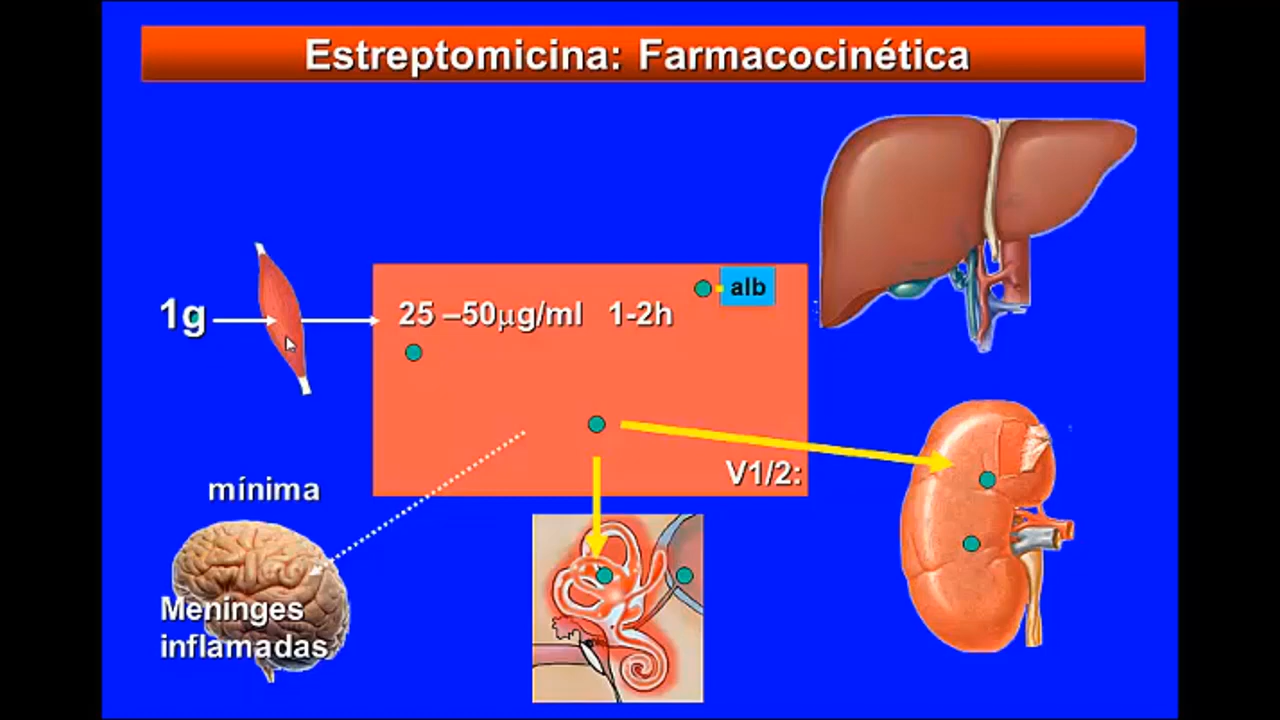 Estreptomicina: Farmacocinética
alb
1g
25 –50μg/ml 1-2h
V1/2:
mínima
Meninges
inflamadas